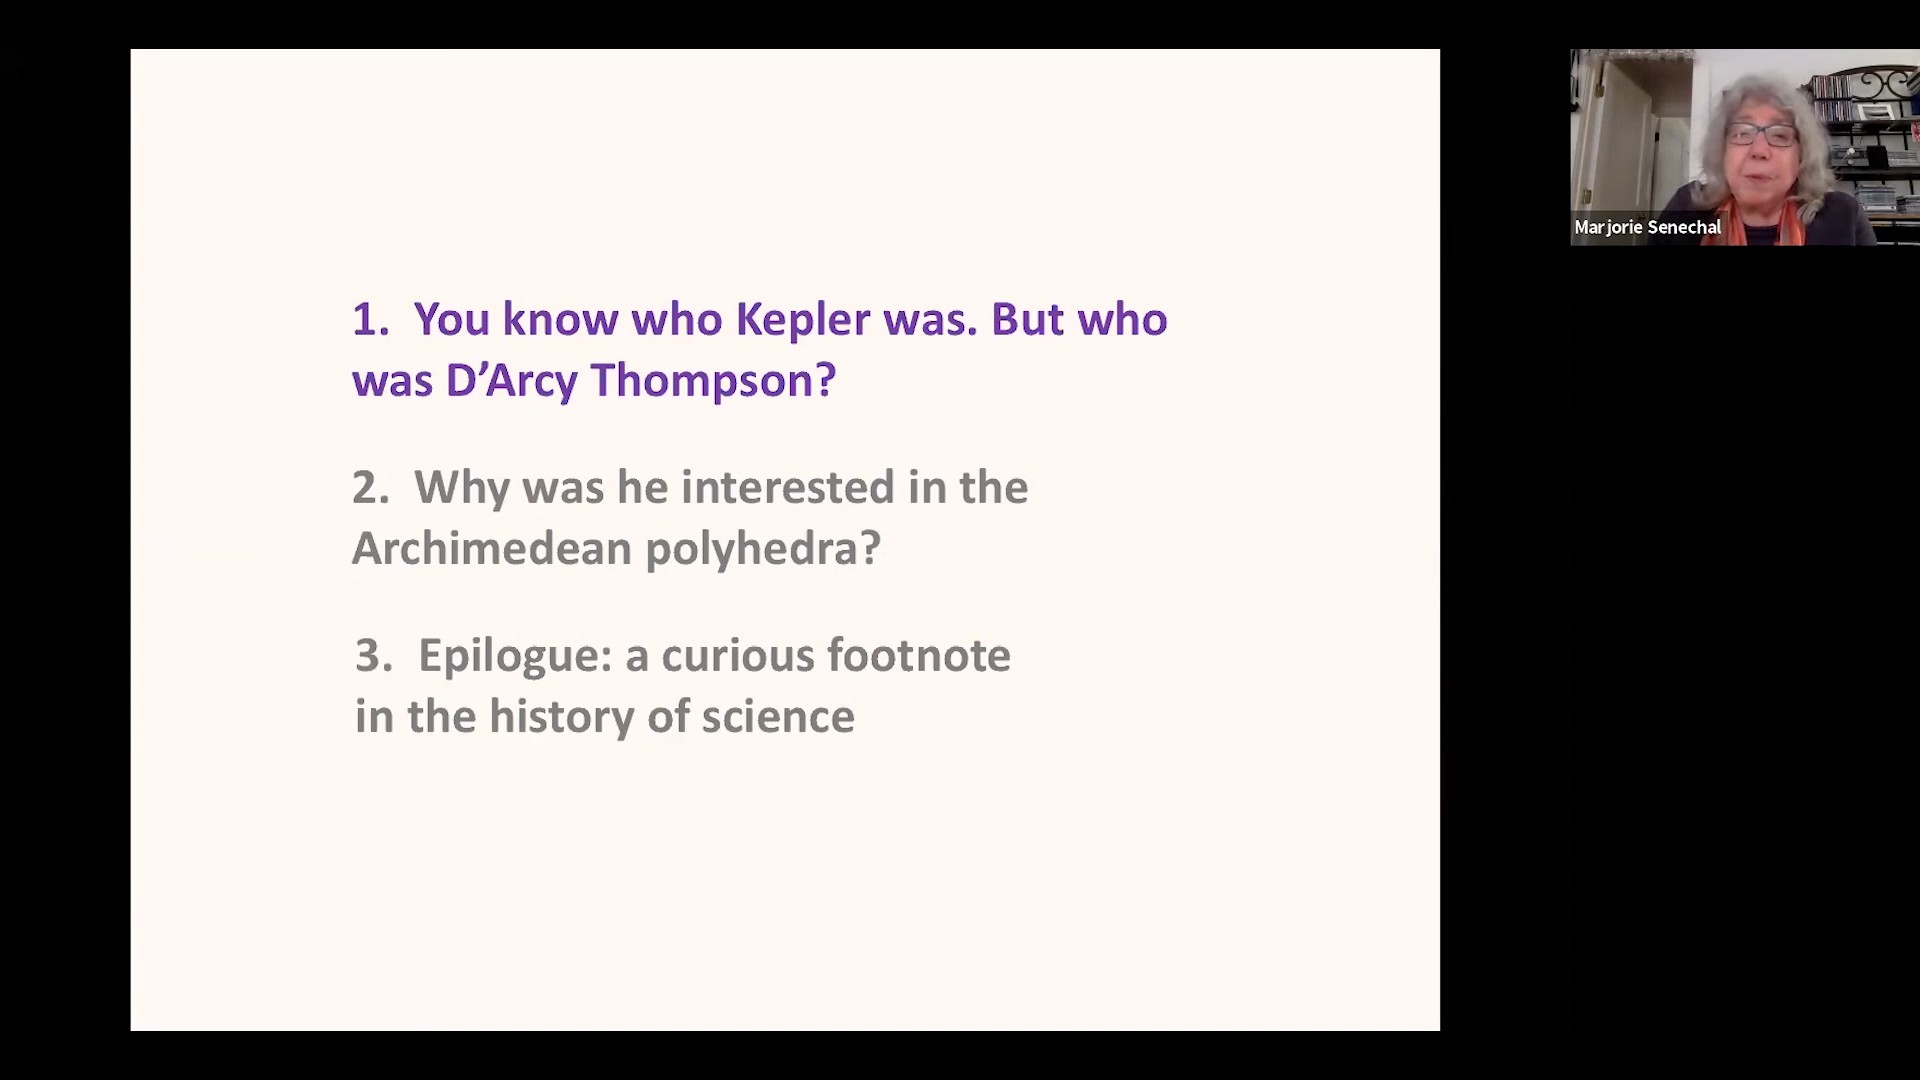 1.  You know who Kepler was. But who
was D’Arcy Thompson?
2.  Why was he interested in the
Archimedean polyhedra?
3.  Epilogue: a curious footnote
in the history of science
Marjorie Senechal